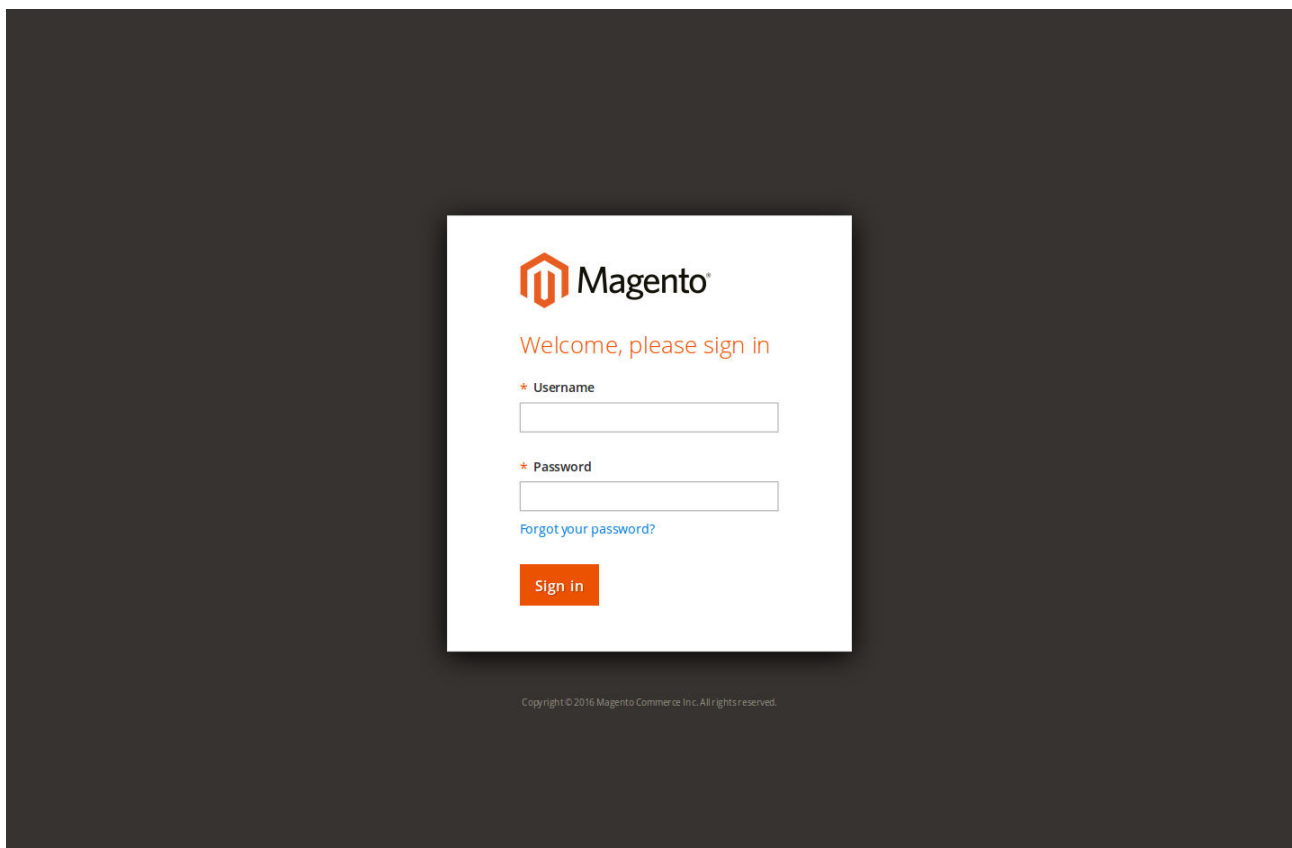 Magento®
Welcome, please sign in
* Username
* Password
Forgot your password?
Sign in
Copyright © 2016 Magento Commerce Inc. All rights reserved.